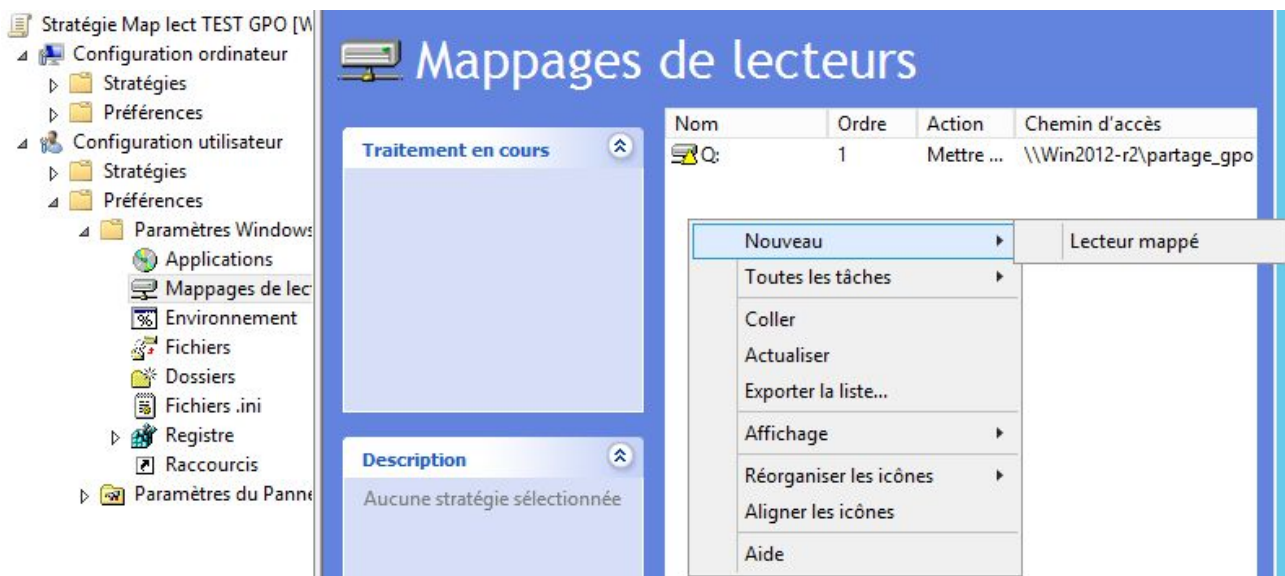 Stratégie Map lect TEST GPO [W
Configuration ordinateur
Stratégies
Préférences
Configuration utilisateur
Stratégies
Préférences
Paramètres Windows
Applications
Mappages de lec
Environnement
Fichiers
Dossiers
Fichiers .ini
Registre
Raccourcis
Paramètres du Panne
Mappages de lecteurs
Traitement en cours
Description
Aucune stratégie sélectionnée
Nom Ordre Action Chemin d'accès
Q: 1 Mettre ... \\Win2012-r2\partage_gpo
Nouveau
Toutes les tâches
Coller
Actualiser
Exporter la liste...
Affichage
Réorganiser les icônes
Aligner les icônes
Aide
Lecteur mappé